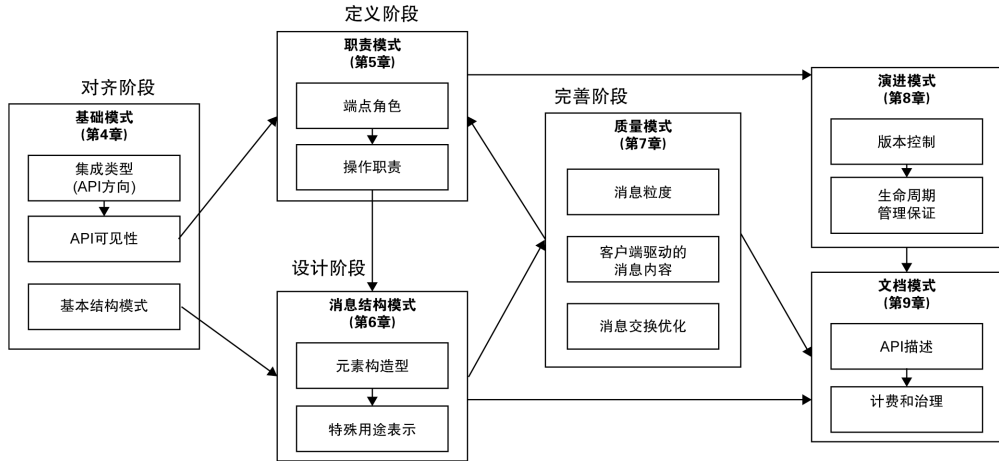 对齐阶段
基础模式
(第4章)
集成类型
(API方向)
API可见性
基本结构模式
定义阶段
职责模式
(第5章)
端点角色
操作职责
设计阶段
消息结构模式
(第6章)
元素构造型
特殊用途表示
完善阶段
质量模式
(第7章)
消息粒度
客户端驱动的
消息内容
消息交换优化
演进模式
(第8章)
版本控制
生命周期
管理保证
文档模式
(第9章)
API描述
计费和治理